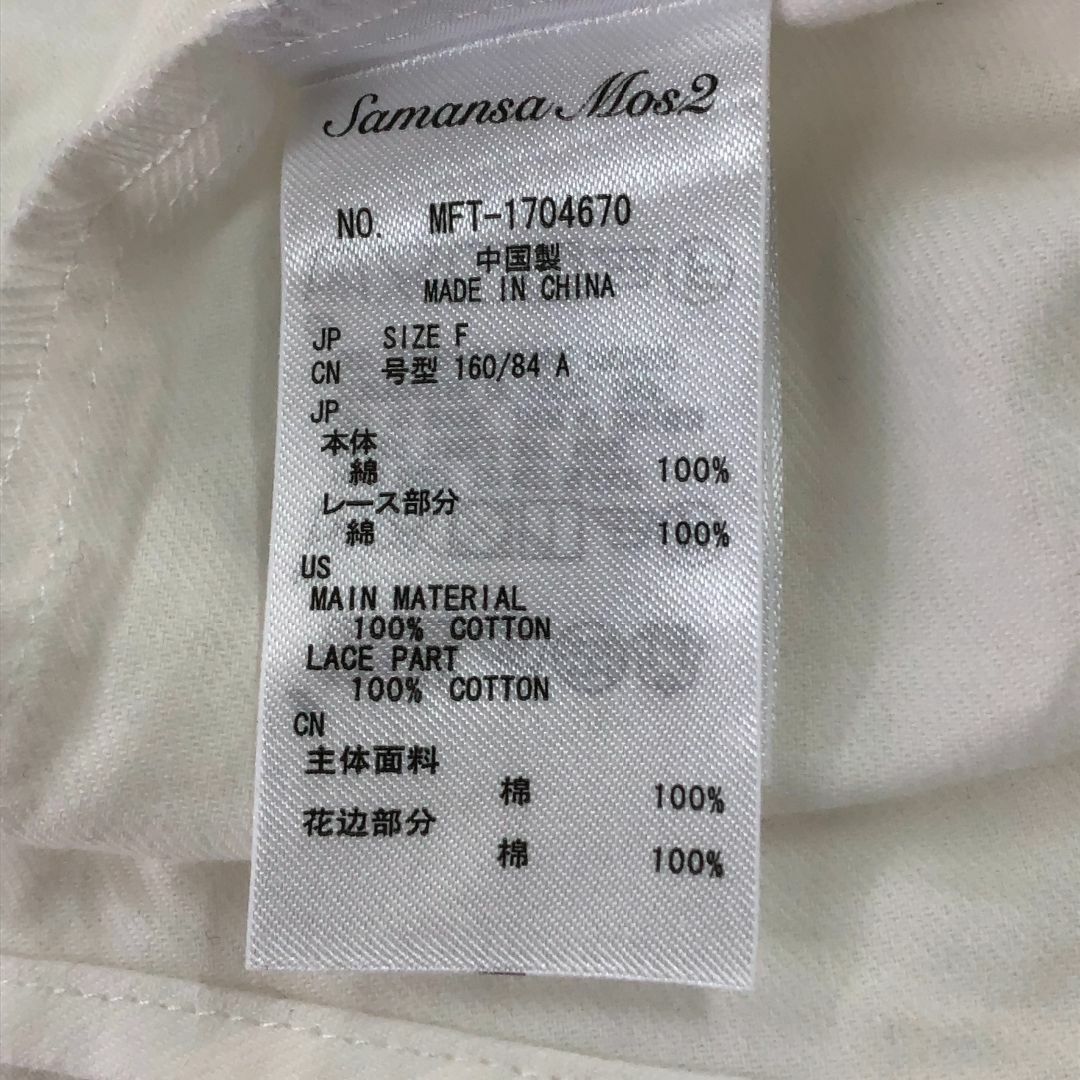 Samansa Mos2
NO. MFT-1704670
中国製
MADE IN CHINA
JP SIZE F
CN 号型 160/84 A
JP
本体
綿 100%
レース部分
綿 100%
US
MAIN MATERIAL
100% COTTON
LACE PART
100% COTTON
CN
主体面料
棉 100%
花边部分
棉 100%